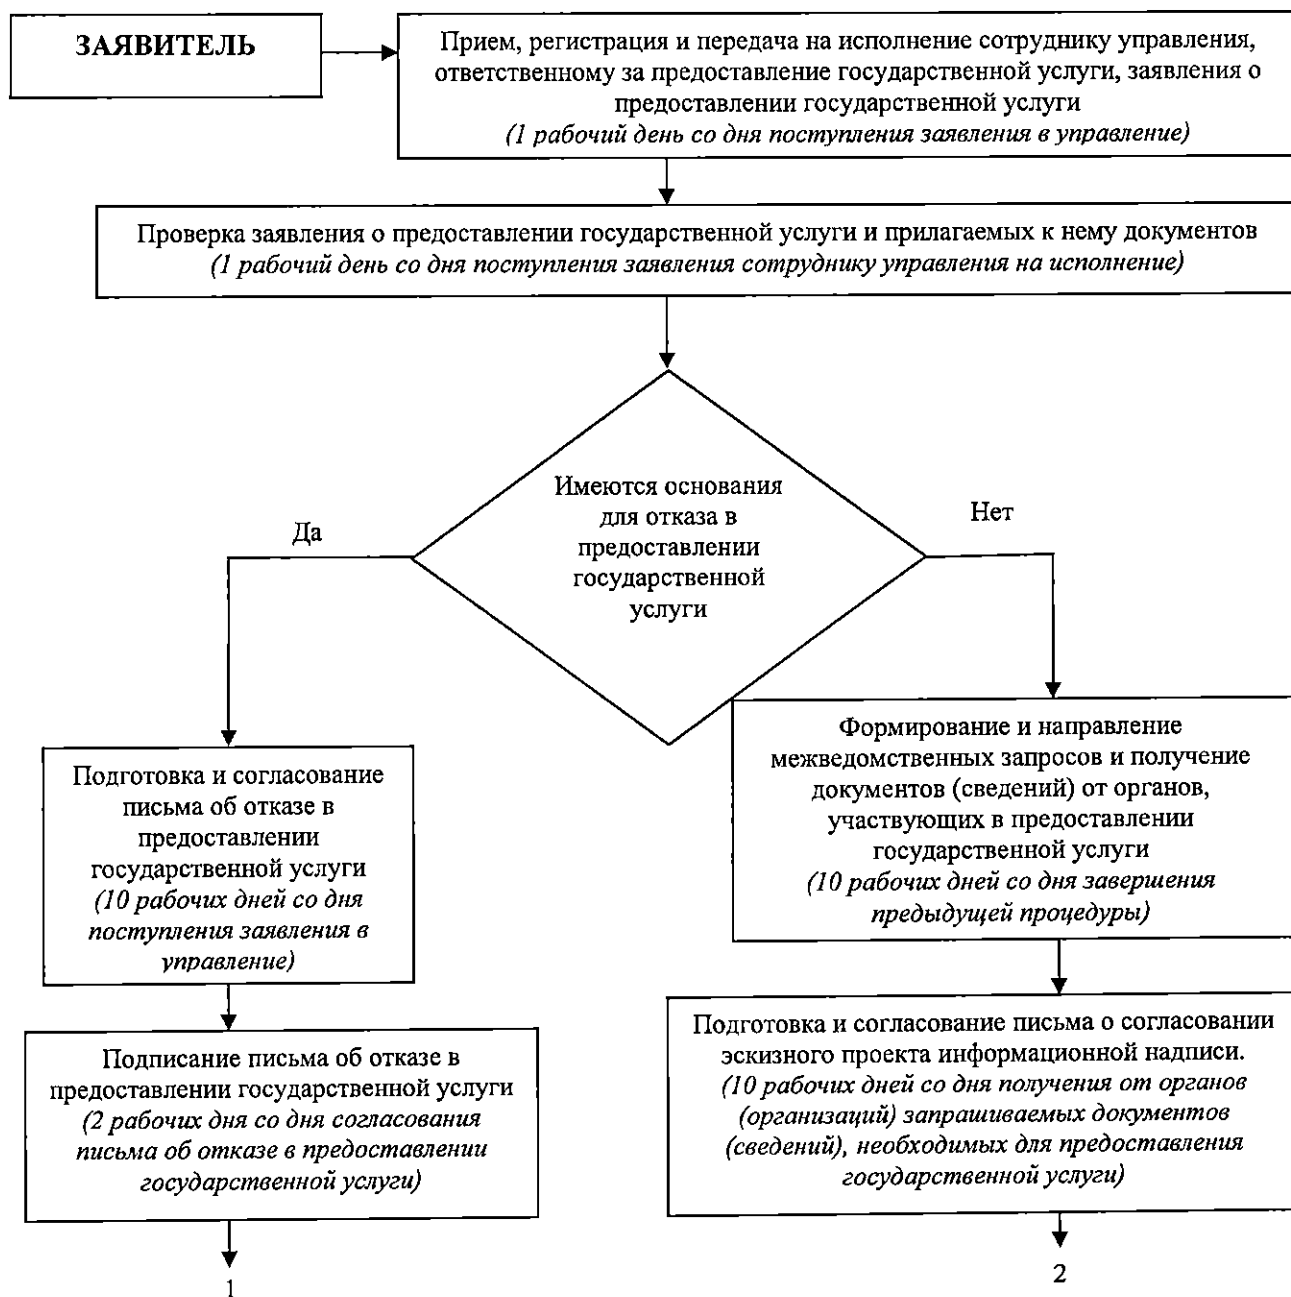 ЗАЯВИТЕЛЬ
Прием, регистрация и передача на исполнение сотруднику управления,
ответственному за предоставление государственной услуги, заявления о
предоставлении государственной услуги
(1 рабочий день со дня поступления заявления в управление)
Проверка заявления о предоставлении государственной услуги и прилагаемых к нему документов
(1 рабочий день со дня поступления заявления сотруднику управления на исполнение)
Имеются основания
для отказа в
предоставлении
государственной
услуги
Да
Нет
Подготовка и согласование
письма об отказе в
предоставлении
государственной услуги
(10 рабочих дней со дня
поступления заявления в
управление)
Формирование и направление
межведомственных запросов и получение
документов (сведений) от органов,
участвующих в предоставлении
государственной услуги
(10 рабочих дней со дня завершения
предыдущей процедуры)
Подписание письма об отказе в
предоставлении государственной услуги
(2 рабочих дня со дня согласования
письма об отказе в предоставлении
государственной услуги)
Подготовка и согласование письма о согласовании
эскизного проекта информационной надписи.
(10 рабочих дней со дня получения от органов
(организаций) запрашиваемых документов
(сведений), необходимых для предоставления
государственной услуги)
1
2